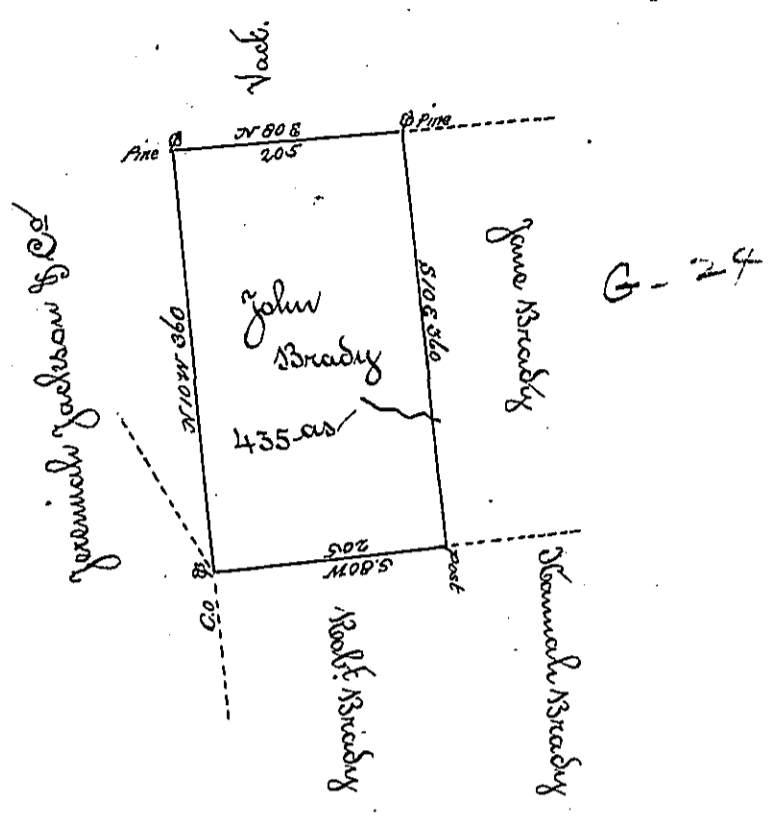 Vact.
Pine
N 80 E
205
Pine
Jeremiah Jackson & Co
N 10 W 360
John
Brady
435 as
S 10 E 360
Jane Brady
G - 24
C.O
S. 80 W
205
Post
Robt. Brady
Hannah Brady